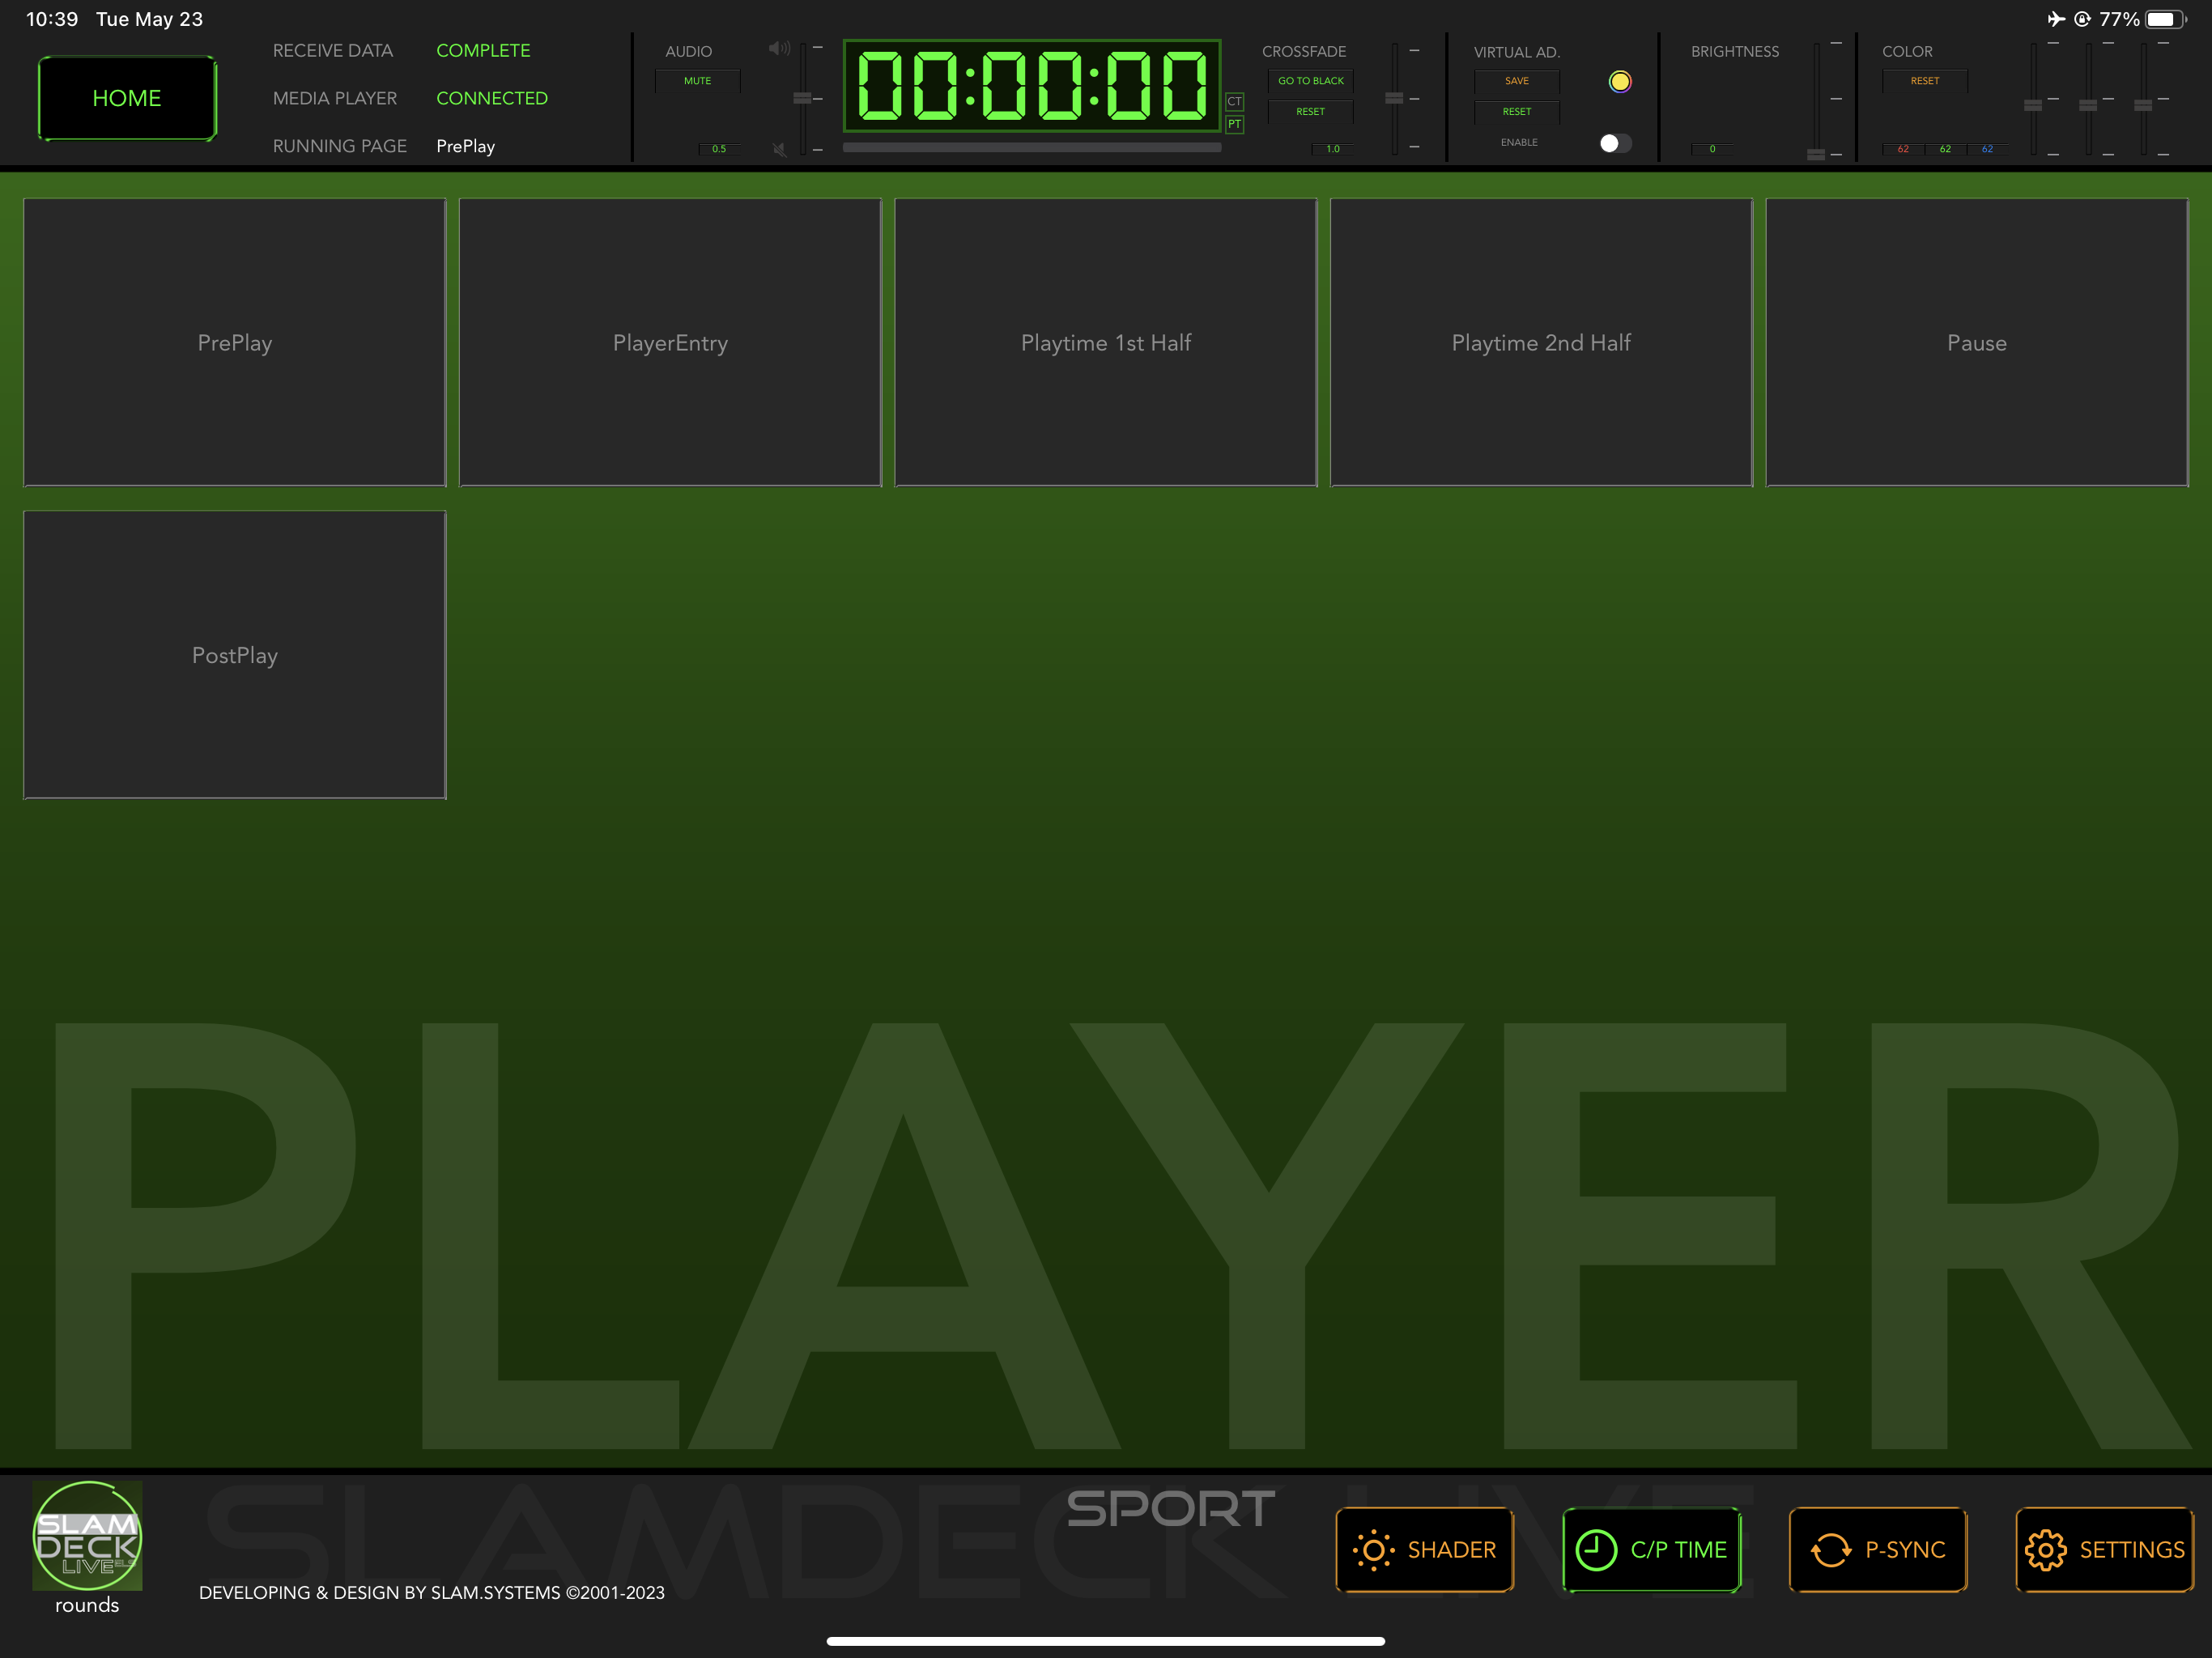 10:39 Tue May 23
77%
HOME
RECEIVE DATA COMPLETE
MEDIA PLAYER CONNECTED
RUNNING PAGE PrePlay
AUDIO
MUTE
0.5
00:00:00
CT
PT
CROSSFADE
GO TO BLACK
RESET
1.0
VIRTUAL AD.
SAVE
RESET
ENABLE
BRIGHTNESS
0
COLOR
RESET
62 62 62
PrePlay
PlayerEntry
Playtime 1st Half
Playtime 2nd Half
Pause
PostPlay
PLAYER
SLAM
DECK
LIVE
rounds
SLAMDECK LIVE
SPORT
DEVELOPING & DESIGN BY SLAM.SYSTEMS ©2001-2023
SHADER
C/P TIME
P-SYNC
SETTINGS